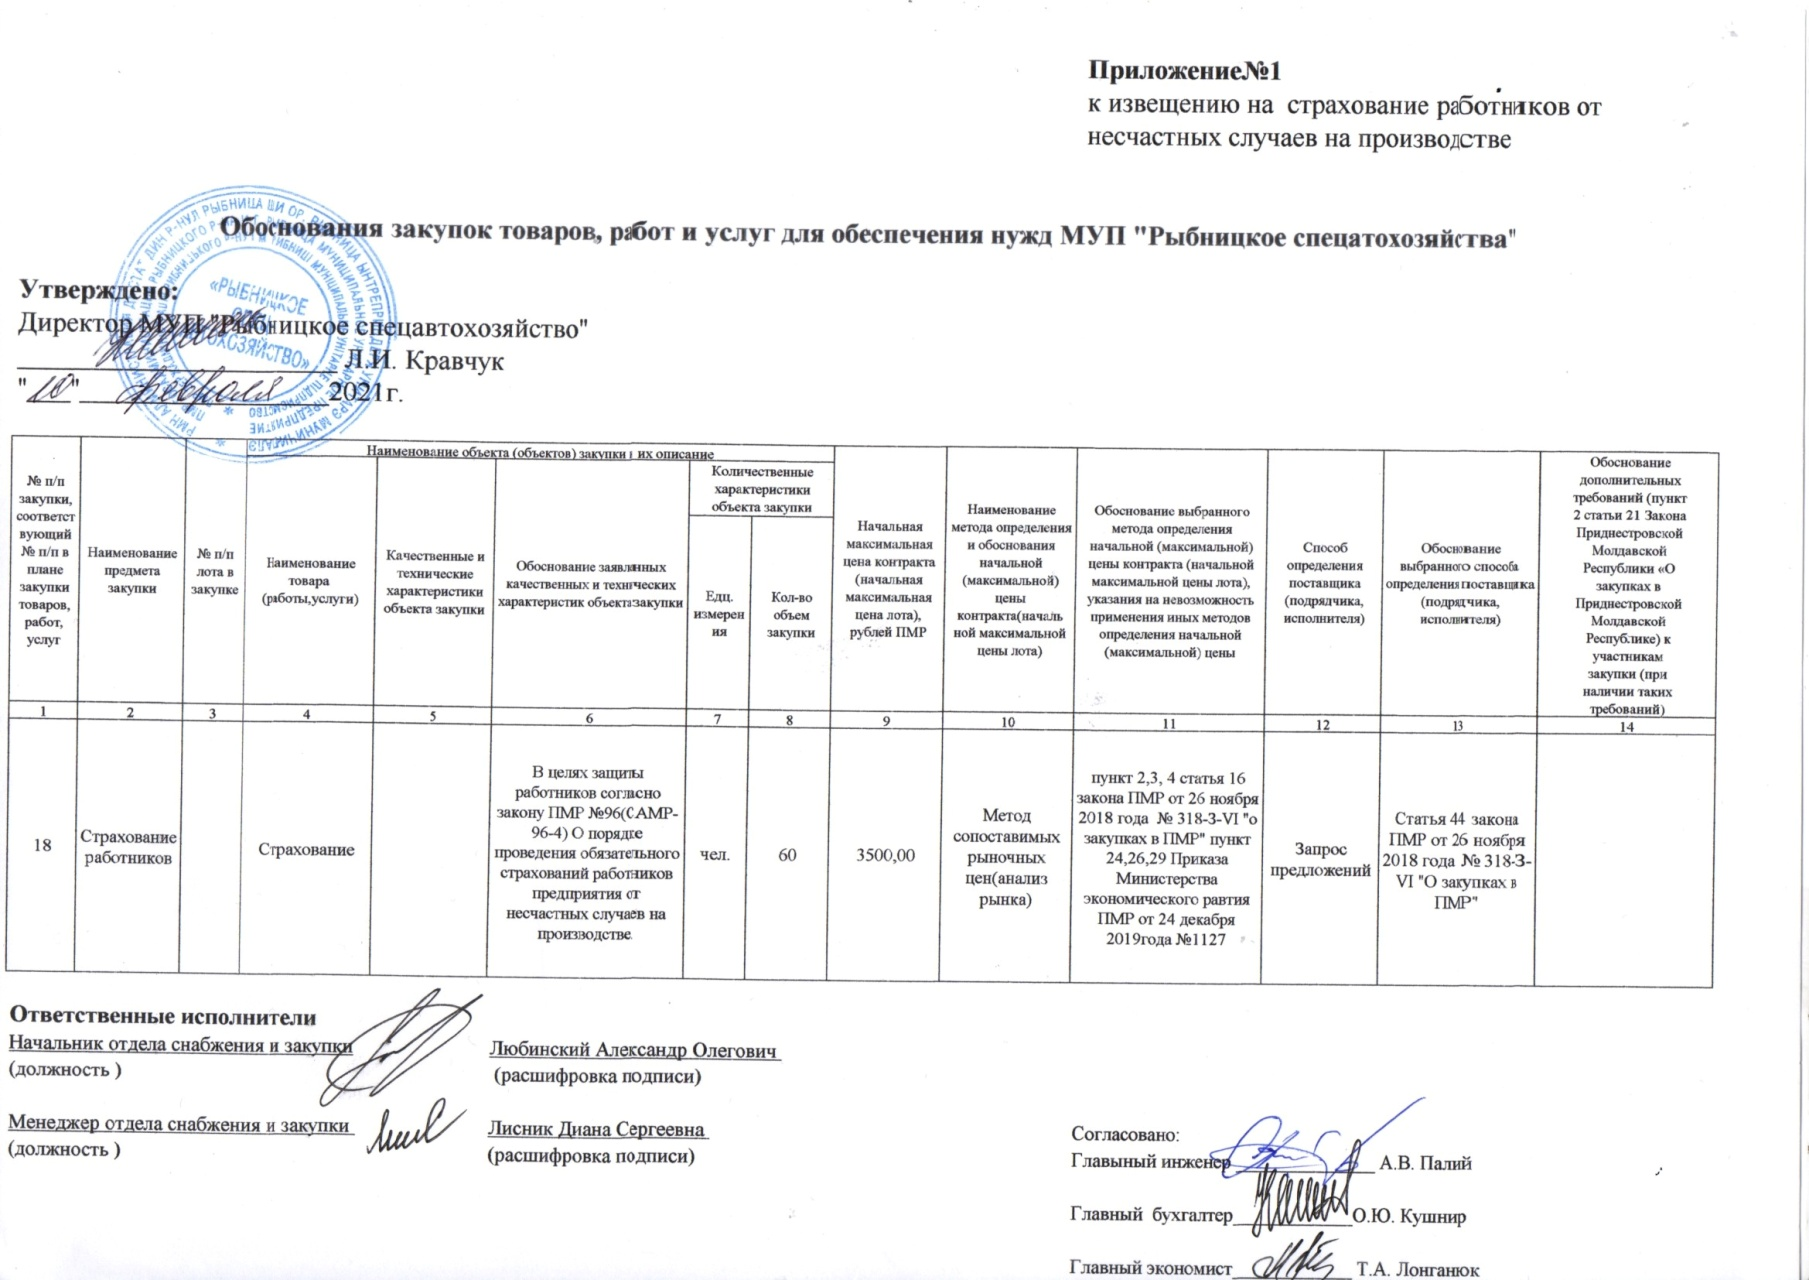 Приложение№1
к извещению на страхование работников от
несчастных случаев на производстве
Обоснования закупок товаров, работ и услуг для обеспечения нужд МУП "Рыбницкое спецатохозяйства"
Утверждено:
Директор МУП "Рыбницкое спецавтохозяйство"
Л.И. Кравчук
"10" февраля 2021г.
«РЫБНИЦКОЕ
№ п/п
закупки,
соответст
вующий
№ п/п в
плане
закупки
товаров,
работ,
услуг
Наименование
предмета
закупки
№ п/п
лота в
закупке
Наименование объекта (объектов) закупки и их описание
Наименование
товара
(работы,услуги)
Качественные и
технические
характеристики
объекта закупки
Обоснование заявленных
качественных и технических
характеристик объекта закупки
Количественные
характеристики
объекта закупки
Едц.
измерен
ия
Кол-во
объем
закупки
Начальная
максимальная
цена контракта
(начальная
максимальная
цена лота),
рублей ПМР
Наименование
метода определения
и обоснования
начальной
(максимальной)
цены
контракта(началь
ной максимальной
цены лота)
Обоснование выбранного
метода определения
начальной (максимальной)
цены контракта (начальной
максимальной цены лота),
указания на невозможность
применения иных методов
определения начальной
(максимальной) цены
Способ
определения
поставщика
(подрядчика,
исполнителя)
Обоснование
выбранного способа
определения поставщика
(подрядчика,
исполнителя)
Обоснование
дополнительных
требований (пункт
2 статьи 21 Закона
Приднестровской
Молдавской
Республики «О
закупках в
Приднестровской
Молдавской
Республике) к
участникам
закупки (при
наличии таких
требований)
1 2 3 4 5 6 7 8 9 10 11 12 13 14
18
Страхование
работников
Страхование
В целях защиты
работников согласно
закону ПМР №96(САМР-
96-4) О порядке
проведения обязательного
страхований работников
предприятия от
несчастных случаев на
производстве.
чел.
60
3500,00
Метод
сопоставимых
рыночных
цен(анализ
рынка)
пункт 2,3, 4 статья 16
закона ПМР от 26 ноября
2018 года № 318-З-VI "о
закупках в ПМР" пункт
24,26,29 Приказа
Министерства
экономического равтия
ПМР от 24 декабря
2019года №1127
Запрос
предложений
Статья 44 закона
ПМР от 26 ноября
2018 года № 318-З-
VI "О закупках в
ПМР"
Ответственные исполнители
Начальник отдела снабжения и закупки
Любинский Александр Олегович
(должность )
(расшифровка подписи)
Менеджер отдела снабжения и закупки
Лисник Диана Сергеевна
(должность )
(расшифровка подписи)
Согласовано:
Главыный инженер А.В. Палий
Главный бухгалтер О.Ю. Кушнир
Главный экономист Т.А. Лонганюк